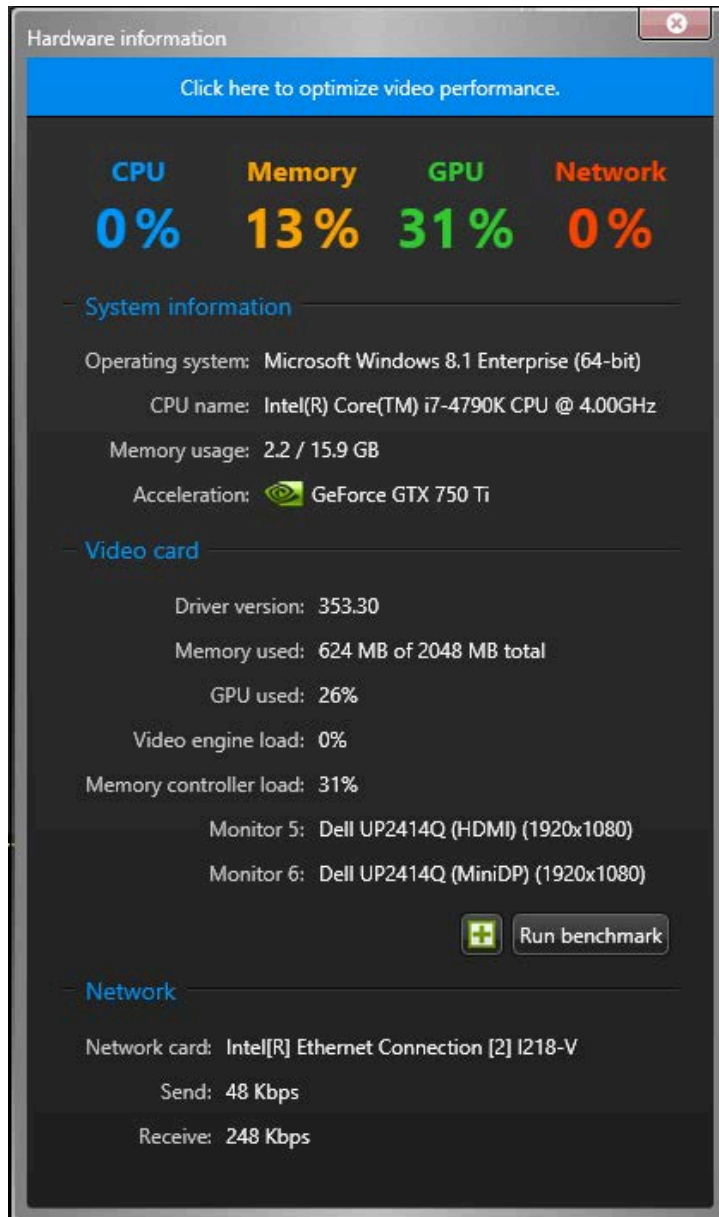 Hardware information
Click here to optimize video performance.
CPU Memory GPU Network
0% 13% 31% 0%
System information
Operating system: Microsoft Windows 8.1 Enterprise (64-bit)
CPU name: Intel(R) Core(TM) i7-4790K CPU @ 4.00GHz
Memory usage: 2.2 / 15.9 GB
Acceleration: GeForce GTX 750 Ti
Video card
Driver version: 353.30
Memory used: 624 MB of 2048 MB total
GPU used: 26%
Video engine load: 0%
Memory controller load: 31%
Monitor 5: Dell UP2414Q (HDMI) (1920x1080)
Monitor 6: Dell UP2414Q (MiniDP) (1920x1080)
Run benchmark
Network
Network card: Intel[R] Ethernet Connection [2] I218-V
Send: 48 Kbps
Receive: 248 Kbps